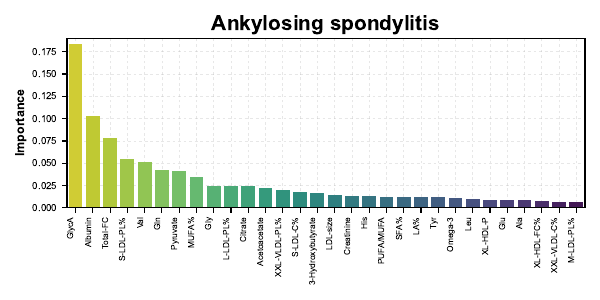 Ankylosing spondylitis
Importance
0.175
0.150
0.125
0.100
0.075
0.050
0.025
0.000
GlycA
Albumin
Total-FC
S-LDL-PL%
Val
Gln
Pyruvate
MUFA%
Gly
L-LDL-PL%
Citrate
Acetoacetate
XXL-VLDL-PL%
S-LDL-C%
3-Hydroxybutyrate
LDL-size
Creatinine
His
PUFA/MUFA
SFA%
LA%
Tyr
Omega-3
Leu
XL-HDL-P
Glu
Ala
XL-HDL-FC%
XXL-VLDL-C%
M-LDL-PL%